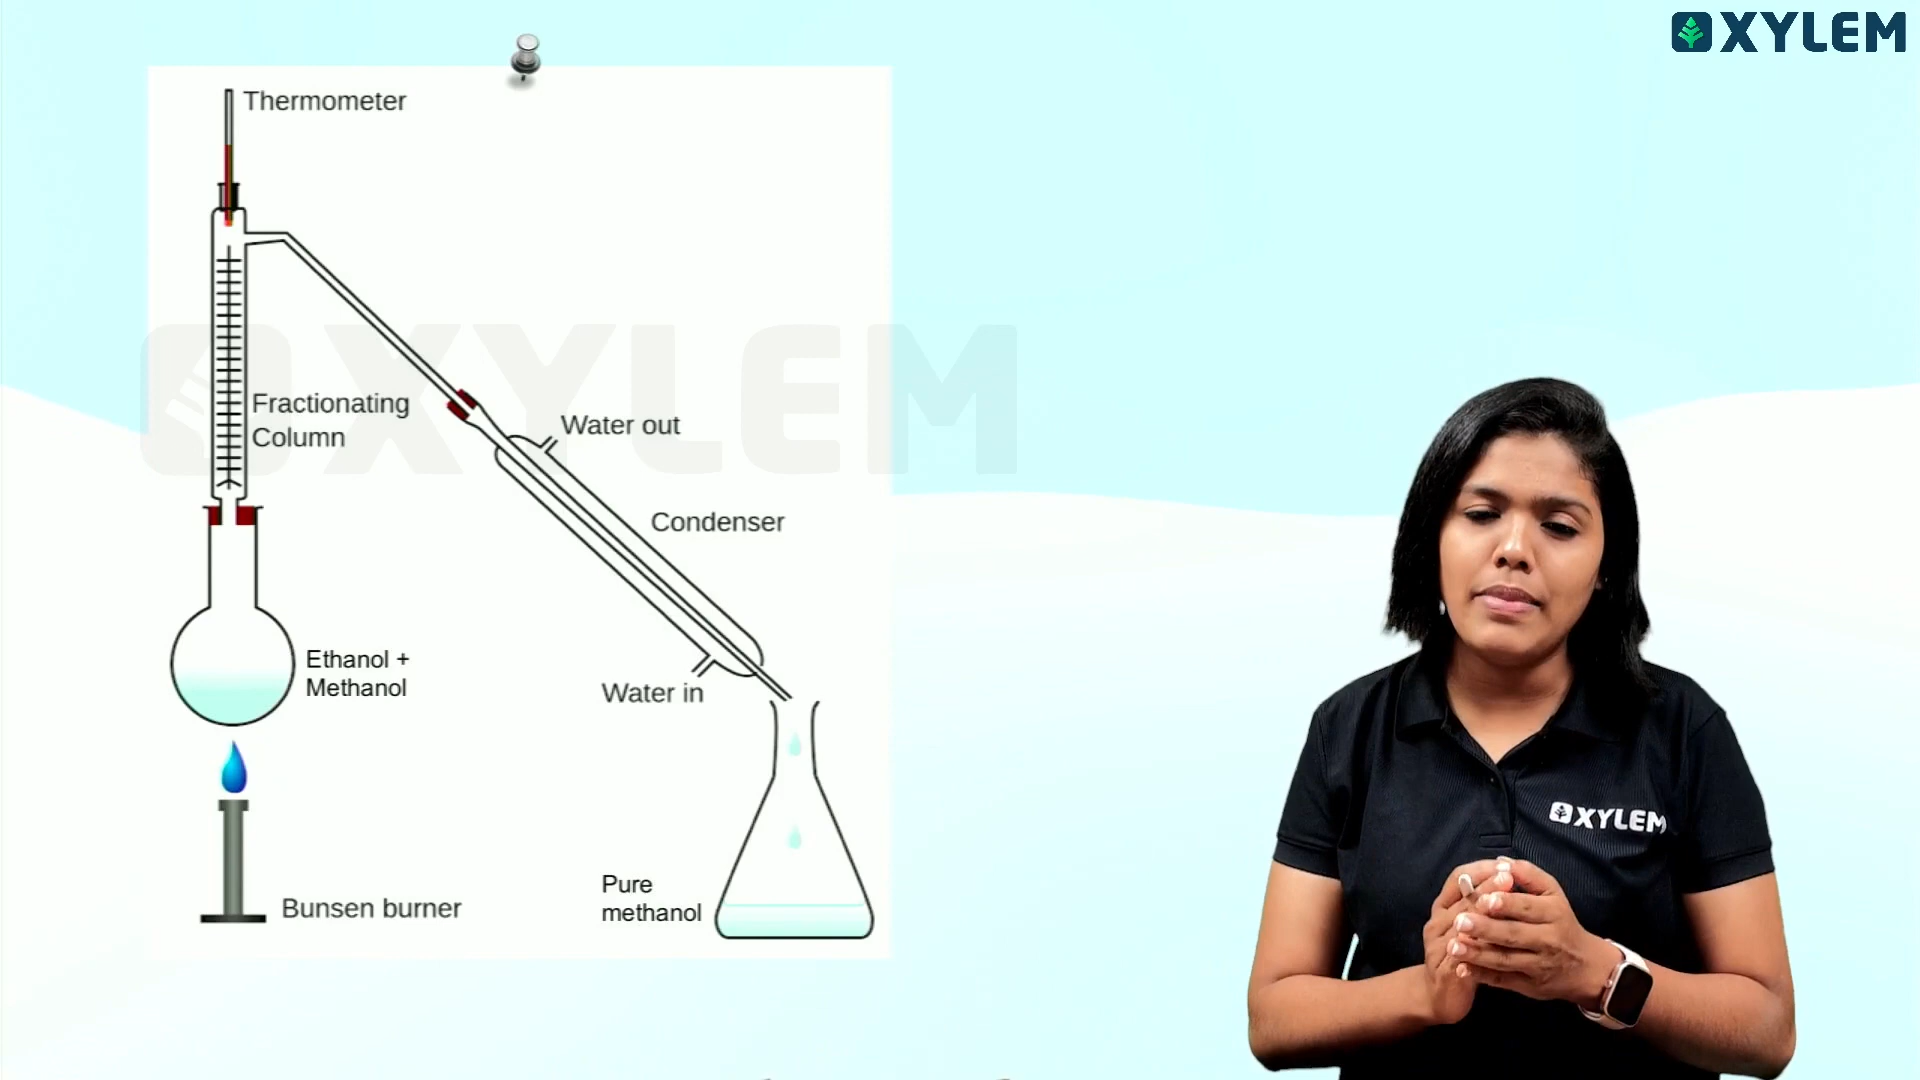 XYLEM
Thermometer
XYLEM
Fractionating
Column
Water out
Condenser
Ethanol +
Methanol
Water in
XYLEM
Pure
methanol
Bunsen burner